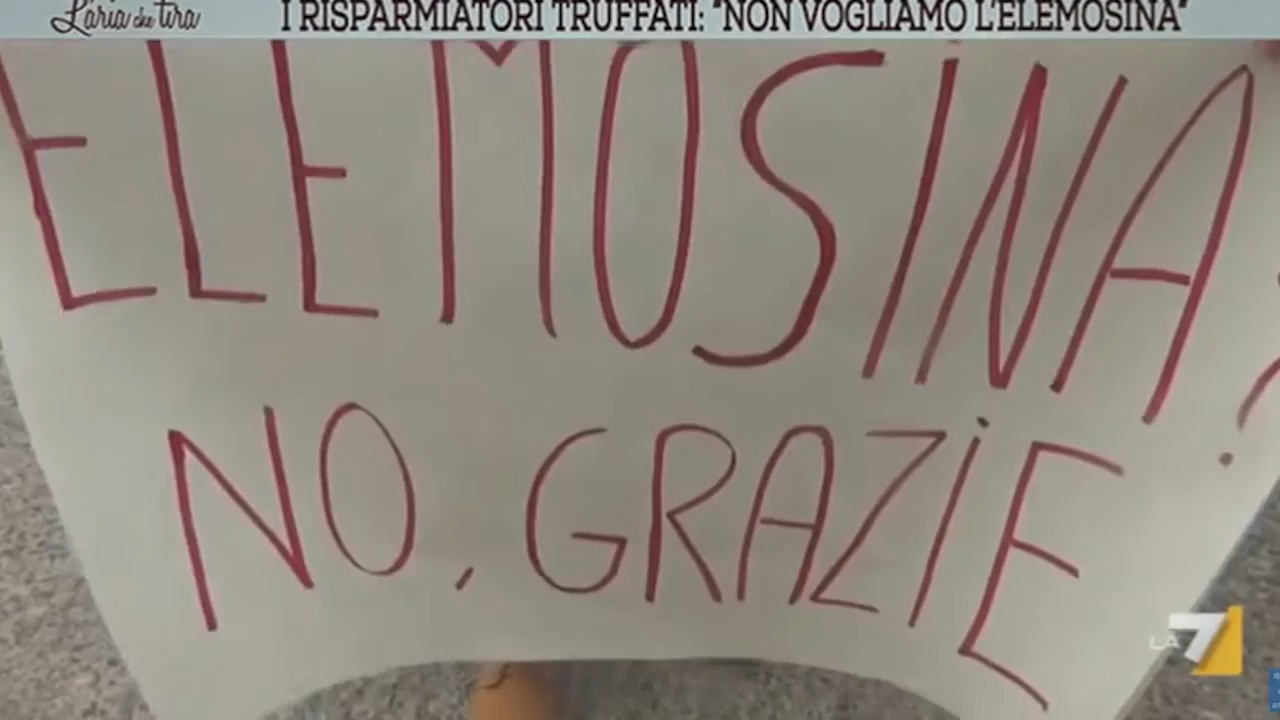 L'aria che tira
I RISPARMIATORI TRUFFATI: "NON VOGLIAMO L'ELEMOSINA"
ELEMOSINA?
NO, GRAZIE
LA7